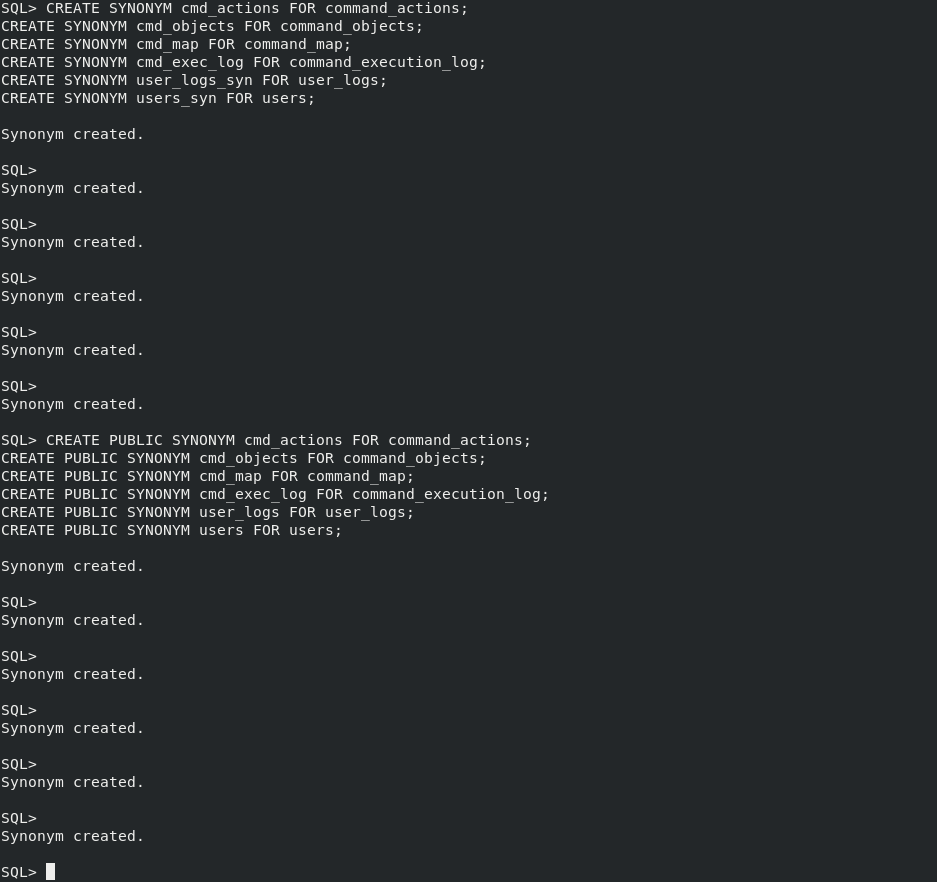 SQL> CREATE SYNONYM cmd_actions FOR command_actions;
CREATE SYNONYM cmd_objects FOR command_objects;
CREATE SYNONYM cmd_map FOR command_map;
CREATE SYNONYM cmd_exec_log FOR command_execution_log;
CREATE SYNONYM user_logs_syn FOR user_logs;
CREATE SYNONYM users_syn FOR users;
Synonym created.
SQL>
Synonym created.
SQL>
Synonym created.
SQL>
Synonym created.
SQL>
Synonym created.
SQL>
Synonym created.
SQL> CREATE PUBLIC SYNONYM cmd_actions FOR command_actions;
CREATE PUBLIC SYNONYM cmd_objects FOR command_objects;
CREATE PUBLIC SYNONYM cmd_map FOR command_map;
CREATE PUBLIC SYNONYM cmd_exec_log FOR command_execution_log;
CREATE PUBLIC SYNONYM user_logs FOR user_logs;
CREATE PUBLIC SYNONYM users FOR users;
Synonym created.
SQL>
Synonym created.
SQL>
Synonym created.
SQL>
Synonym created.
SQL>
Synonym created.
SQL>
Synonym created.
SQL>